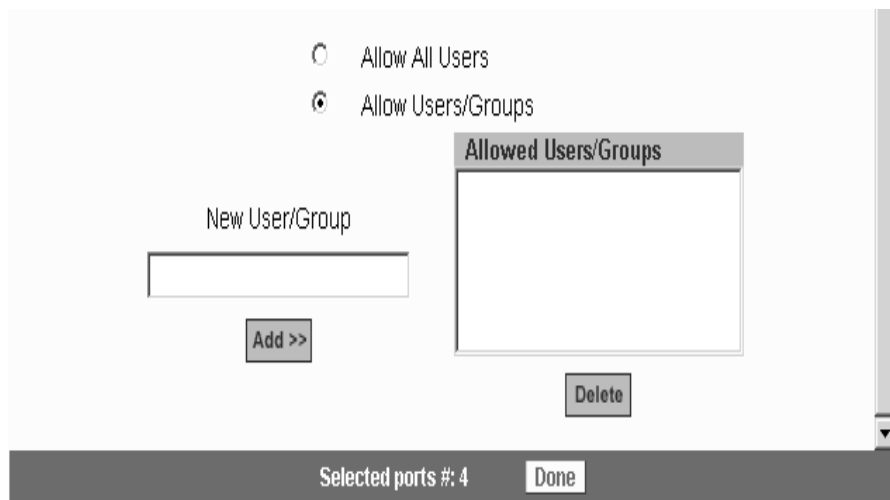 Allow All Users
Allow Users/Groups
Allowed Users/Groups
New User/Group
Add >>
Delete
Selected ports #: 4
Done